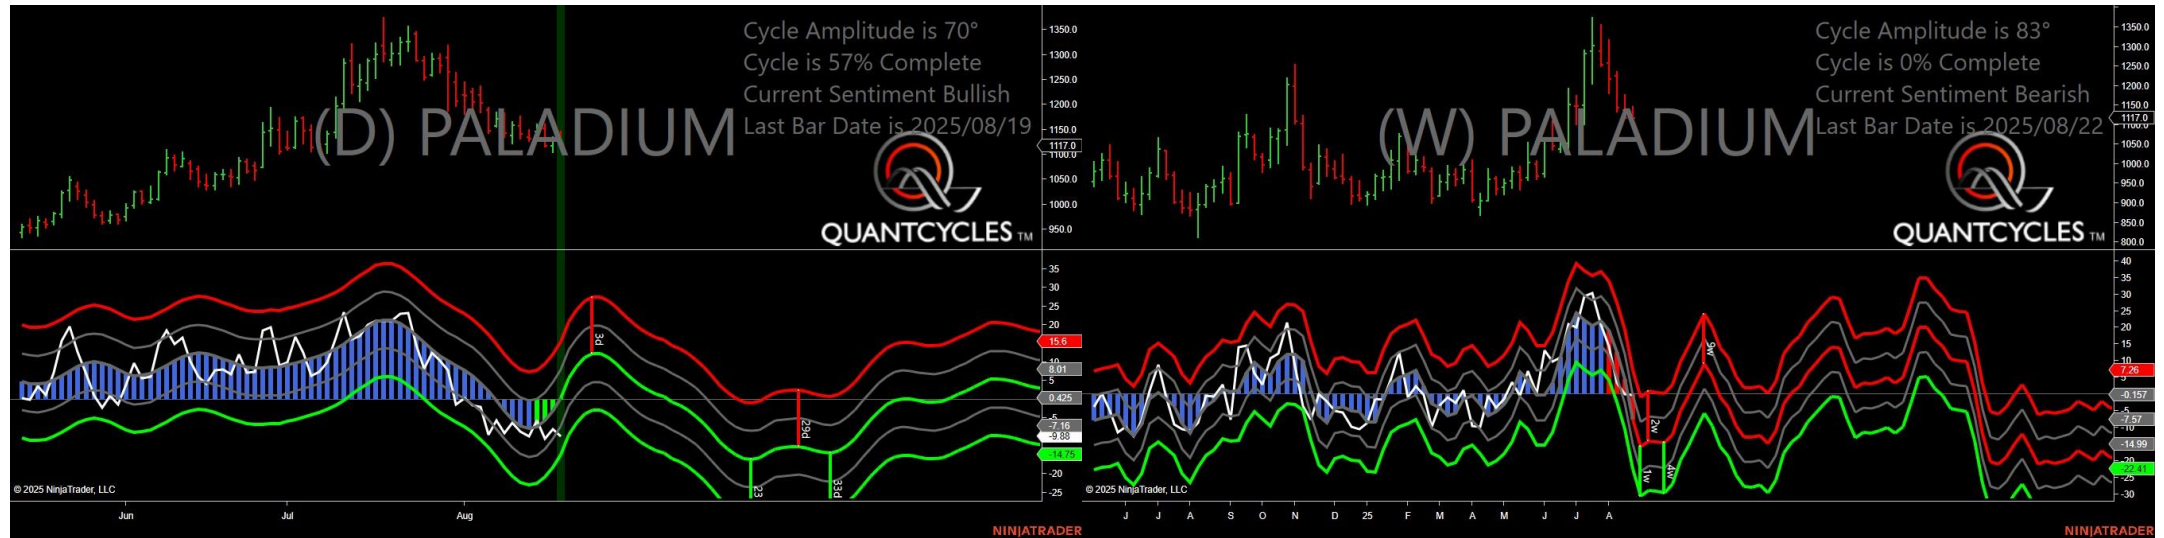 Cycle Amplitude is 70°
Cycle is 57% Complete
Current Sentiment Bullish
Last Bar Date is 2025/08/19
(D) PALADIUM
QUANTCYCLES TM
1350.0
1300.0
1250.0
1200.0
1150.0
1117.0
1100.0
1050.0
1000.0
950.0
35
30
25
20
15.6
10
8.01
5
0.425
-5
-7.16
-9.88
-14.75
-20
-25
3d
23
29d
33d
© 2025 NinjaTrader, LLC
Jun
Jul
Aug
NINJATRADER
Cycle Amplitude is 83°
Cycle is 0% Complete
Current Sentiment Bearish
Last Bar Date is 2025/08/22
(W) PALADIUM
QUANTCYCLES TM
1350.0
1300.0
1250.0
1200.0
1150.0
1117.0
1100.0
1050.0
1000.0
950.0
900.0
850.0
800.0
40
35
30
25
20
15
10
7.26
5
-0.157
-5
-7.57
-10
-14.99
-20
-22.41
-30
1w
2w
4w
9w
© 2025 NinjaTrader, LLC
J
J
A
S
O
N
D
25
F
M
A
M
J
J
A
NINJATRADER